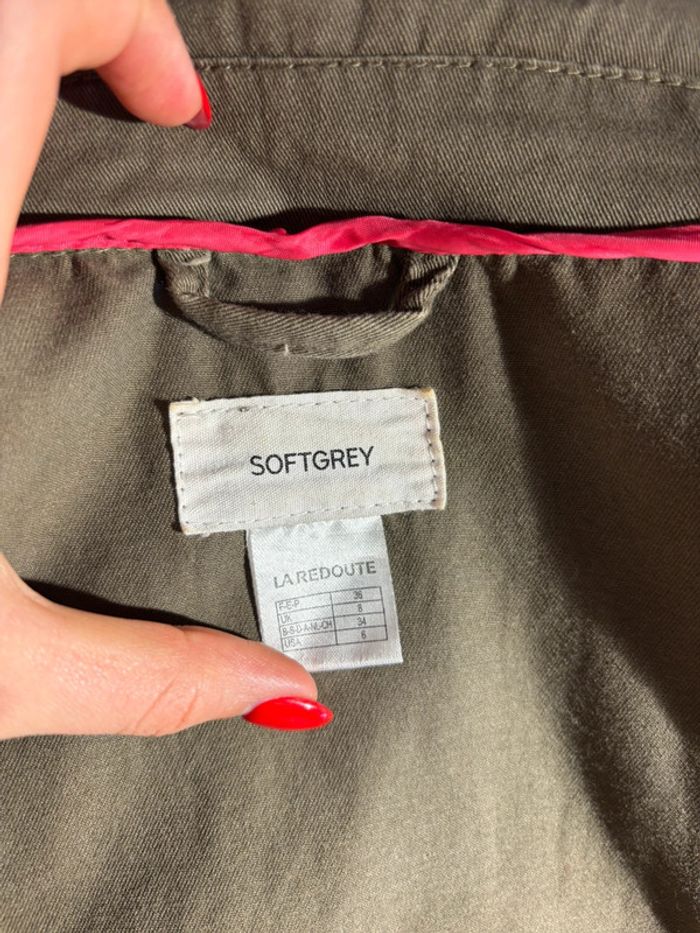 SOFTGREY
LA REDOUTE
F-E-P 36
UK 8
B-S-D-A-NL-CH 34
USA 6